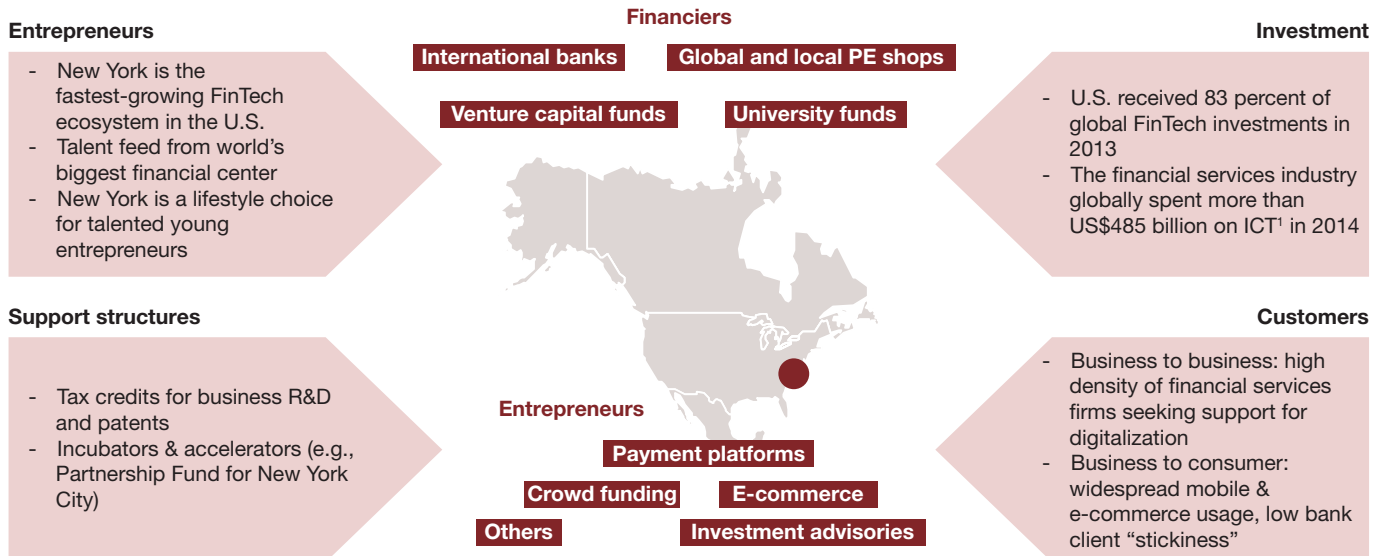 Entrepreneurs
- New York is the
fastest-growing FinTech
ecosystem in the U.S.
- Talent feed from world’s
biggest financial center
- New York is a lifestyle choice
for talented young
entrepreneurs
Support structures
- Tax credits for business R&D
and patents
- Incubators & accelerators (e.g.,
Partnership Fund for New York
City)
Financiers
International banks
Global and local PE shops
Venture capital funds
University funds
Entrepreneurs
Payment platforms
Crowd funding
E-commerce
Others
Investment advisories
Investment
- U.S. received 83 percent of
global FinTech investments in
2013
- The financial services industry
globally spent more than
US$485 billion on ICT¹ in 2014
Customers
- Business to business: high
density of financial services
firms seeking support for
digitalization
- Business to consumer:
widespread mobile &
e-commerce usage, low bank
client “stickiness”